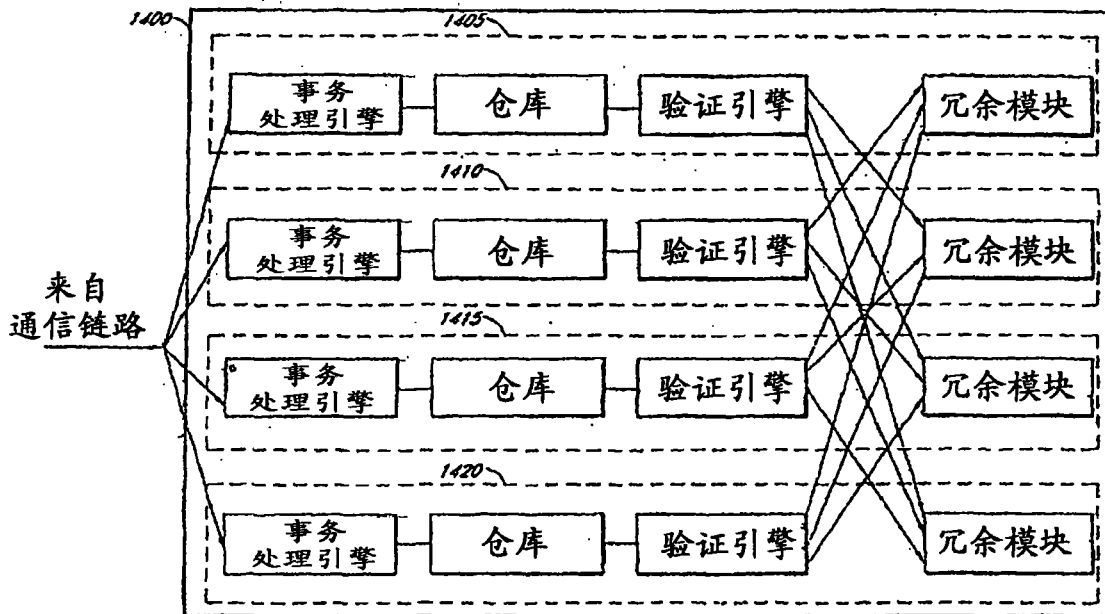 1400
1405
事务
处理引擎
仓库
验证引擎
冗余模块
1410
事务
处理引擎
仓库
验证引擎
冗余模块
来自
通信链路
1415
事务
处理引擎
仓库
验证引擎
冗余模块
1420
事务
处理引擎
仓库
验证引擎
冗余模块